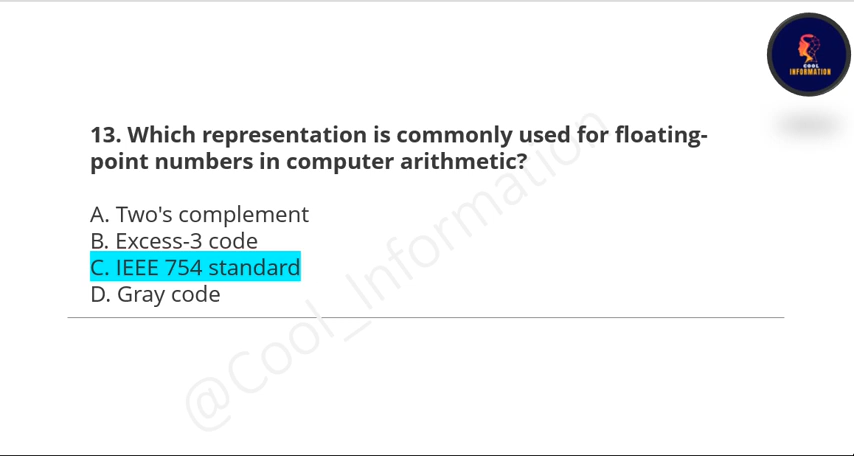 COOL
INFORMATION
13. Which representation is commonly used for floating-
point numbers in computer arithmetic?
A. Two's complement
B. Excess-3 code
C. IEEE 754 standard
D. Gray code
@Cool_Information